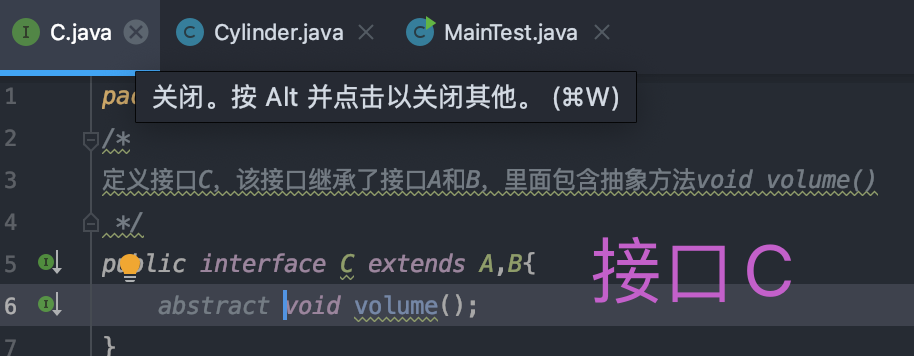 C.java Cylinder.java MainTest.java
关闭。按 Alt 并点击以关闭其他。 (⌘W)
1
2 /*
3 定义接口C，该接口继承了接口A和B，里面包含抽象方法void volume()
4 */
5 public interface C extends A,B{
6 abstract void volume();
7 }
接口C